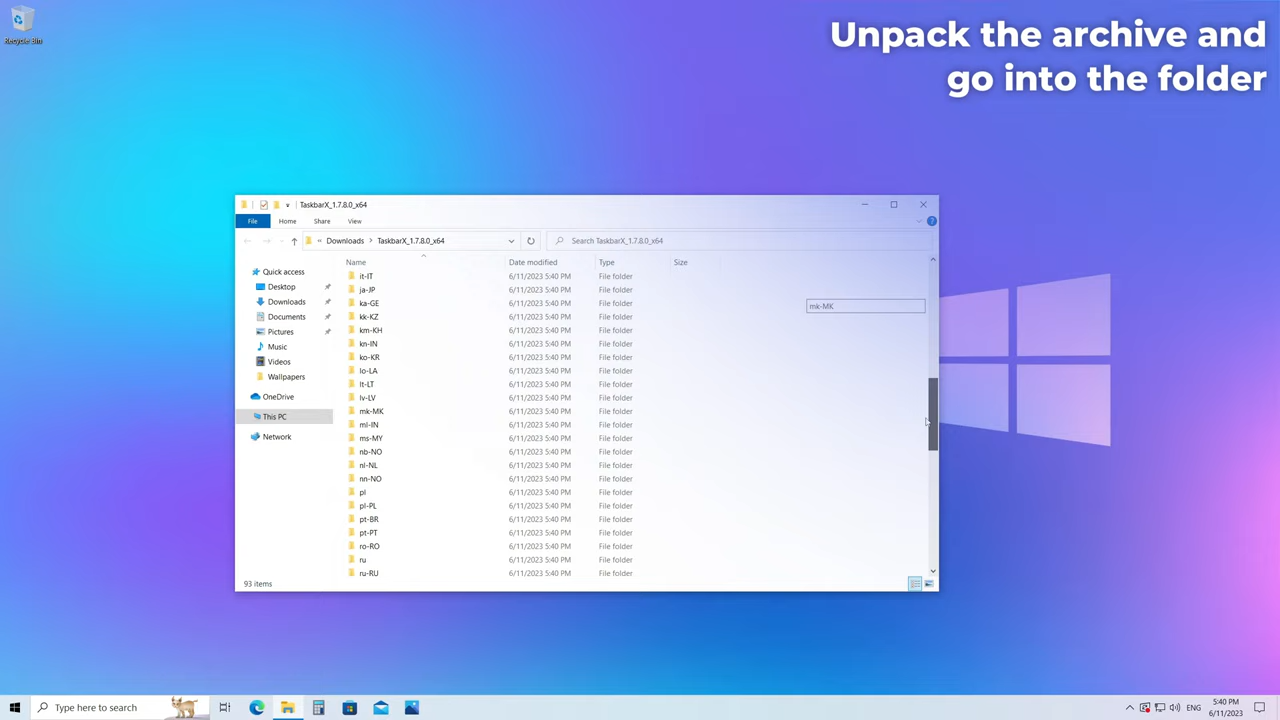 Unpack the archive and
go into the folder
Recycle Bin
TaskbarX_1.7.8.0_x64
File Home Share View
Downloads TaskbarX_1.7.8.0_x64 Search TaskbarX_1.7.8.0_x64
Name Date modified Type Size
Quick access
Desktop
Downloads
Documents
Pictures
Music
Videos
Wallpapers
OneDrive
This PC
Network
it-IT 6/11/2023 5:40 PM File folder
ja-JP 6/11/2023 5:40 PM File folder
ka-GE 6/11/2023 5:40 PM File folder
kk-KZ 6/11/2023 5:40 PM File folder
km-KH 6/11/2023 5:40 PM File folder
kn-IN 6/11/2023 5:40 PM File folder
ko-KR 6/11/2023 5:40 PM File folder
lo-LA 6/11/2023 5:40 PM File folder
lt-LT 6/11/2023 5:40 PM File folder
lv-LV 6/11/2023 5:40 PM File folder
mk-MK 6/11/2023 5:40 PM File folder
ml-IN 6/11/2023 5:40 PM File folder
ms-MY 6/11/2023 5:40 PM File folder
nb-NO 6/11/2023 5:40 PM File folder
nl-NL 6/11/2023 5:40 PM File folder
nn-NO 6/11/2023 5:40 PM File folder
pl 6/11/2023 5:40 PM File folder
pl-PL 6/11/2023 5:40 PM File folder
pt-BR 6/11/2023 5:40 PM File folder
pt-PT 6/11/2023 5:40 PM File folder
ro-RO 6/11/2023 5:40 PM File folder
ru 6/11/2023 5:40 PM File folder
ru-RU 6/11/2023 5:40 PM File folder
mk-MK
93 items
Type here to search
ENG
5:40 PM
6/11/2023